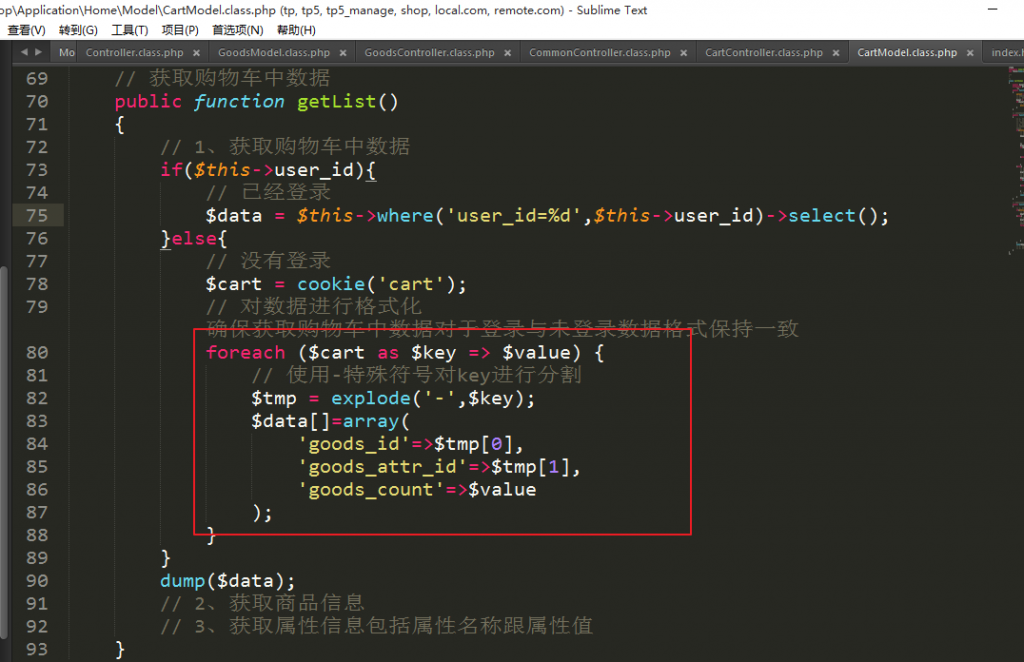 op\Application\Home\Model\CartModel.class.php (tp, tp5, tp5_manage, shop, local.com, remote.com) - Sublime Text
查看(V) 转到(G) 工具(T) 项目(P) 首选项(N) 帮助(H)
Mo Controller.class.php × GoodsModel.class.php × GoodsController.class.php × CommonController.class.php × CartController.class.php × CartModel.class.php × index.h
69 // 获取购物车中数据
70 public function getList()
71 {
72 // 1、获取购物车中数据
73 if($this->user_id){
74 // 已经登录
75 $data = $this->where('user_id=%d',$this->user_id)->select();
76 }else{
77 // 没有登录
78 $cart = cookie('cart');
79 // 对数据进行格式化
确保获取购物车中数据对于登录与未登录数据格式保持一致
80 foreach ($cart as $key => $value) {
81 // 使用-特殊符号对key进行分割
82 $tmp = explode('-',$key);
83 $data[]=array(
84 'goods_id'=>$tmp[0],
85 'goods_attr_id'=>$tmp[1],
86 'goods_count'=>$value
87 );
88 }
89 }
90 dump($data);
91 // 2、获取商品信息
92 // 3、获取属性信息包括属性名称跟属性值
93 }